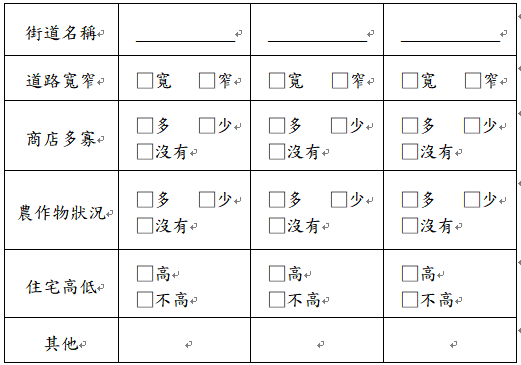 街道名稱 ____________ ____________ ____________
道路寬窄 □寬 □窄 □寬 □窄 □寬 □窄
商店多寡 □多 □少 □多 □少 □多 □少
□沒有 □沒有 □沒有
農作物狀況 □多 □少 □多 □少 □多 □少
□沒有 □沒有 □沒有
住宅高低 □高 □高 □高
□不高 □不高 □不高
其他